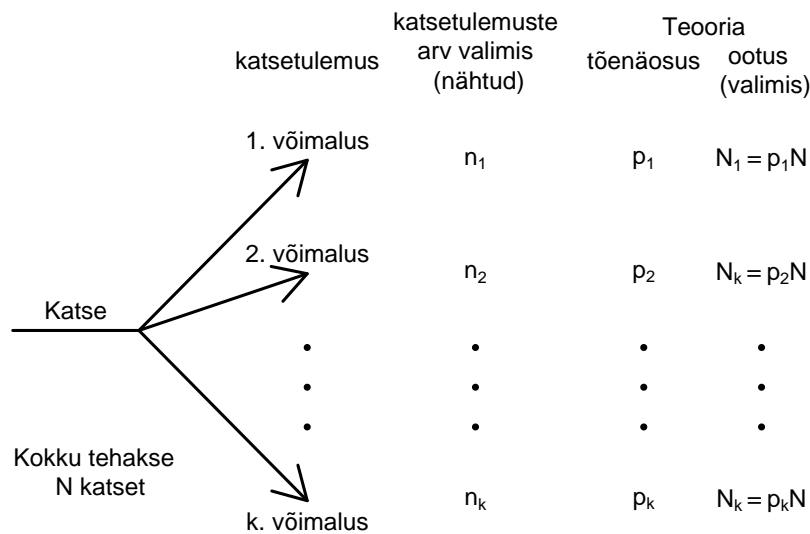 katsetulemuste Teooria
katsetulemus arv valimis tõenäosus ootus
(nähtud) (valimis)
1. võimalus n₁ p₁ N₁ = p₁N
2. võimalus n₂ p₂ Nₖ = p₂N
Katse
Kokku tehakse
N katset
k. võimalus nₖ pₖ Nₖ = pₖN